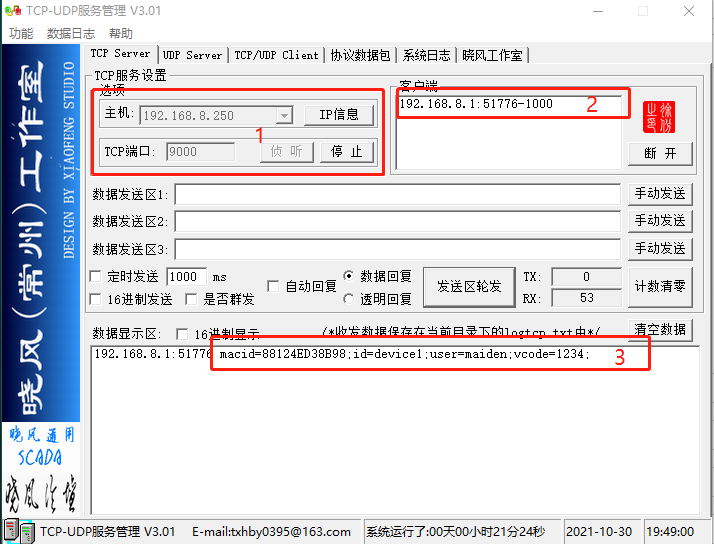 TCP-UDP服务管理 V3.01
功能 数据日志 帮助
TCP Server UDP Server TCP/UDP Client 协议数据包 系统日志 晓风工作室
TCP服务设置
选项
主机: 192.168.8.250 IP信息
1
TCP端口: 9000 侦 听 停 止
客户端
192.168.8.1:51776-1000 2
断 开
数据发送区1: 手动发送
数据发送区2: 手动发送
数据发送区3: 手动发送
定时发送 1000 ms 自动回复 数据回复 发送区轮发 TX: 0 计数清零
16进制发送 是否群发 透明回复 RX: 53
数据显示区: 16进制显示 (*收发数据保存在当前目录下的logtcp.txt中*( 清空数据
192.168.8.1:51776 macid=88124ED38B98;id=device1;user=maiden;vcode=1234; 3
晓风(常州)工作室
DESIGN BY XIAOFENG STUDIO
晓风通用
SCADA
晓风论坛
TCP-UDP服务管理 V3.01 E-mail:txhby0395@163.com 系统运行了:00天00小时21分24秒 2021-10-30 19:49:00